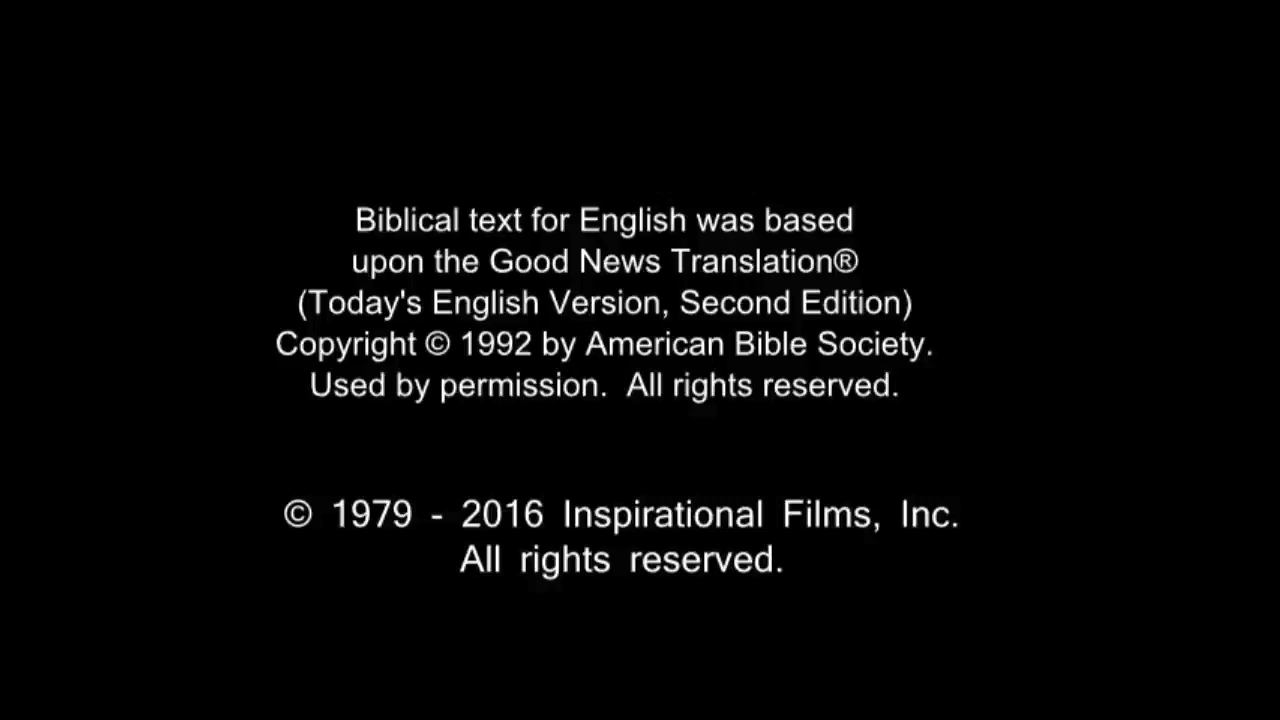 Biblical text for English was based
upon the Good News Translation®
(Today's English Version, Second Edition)
Copyright © 1992 by American Bible Society.
Used by permission.  All rights reserved.
© 1979 - 2016 Inspirational Films, Inc.
All rights reserved.